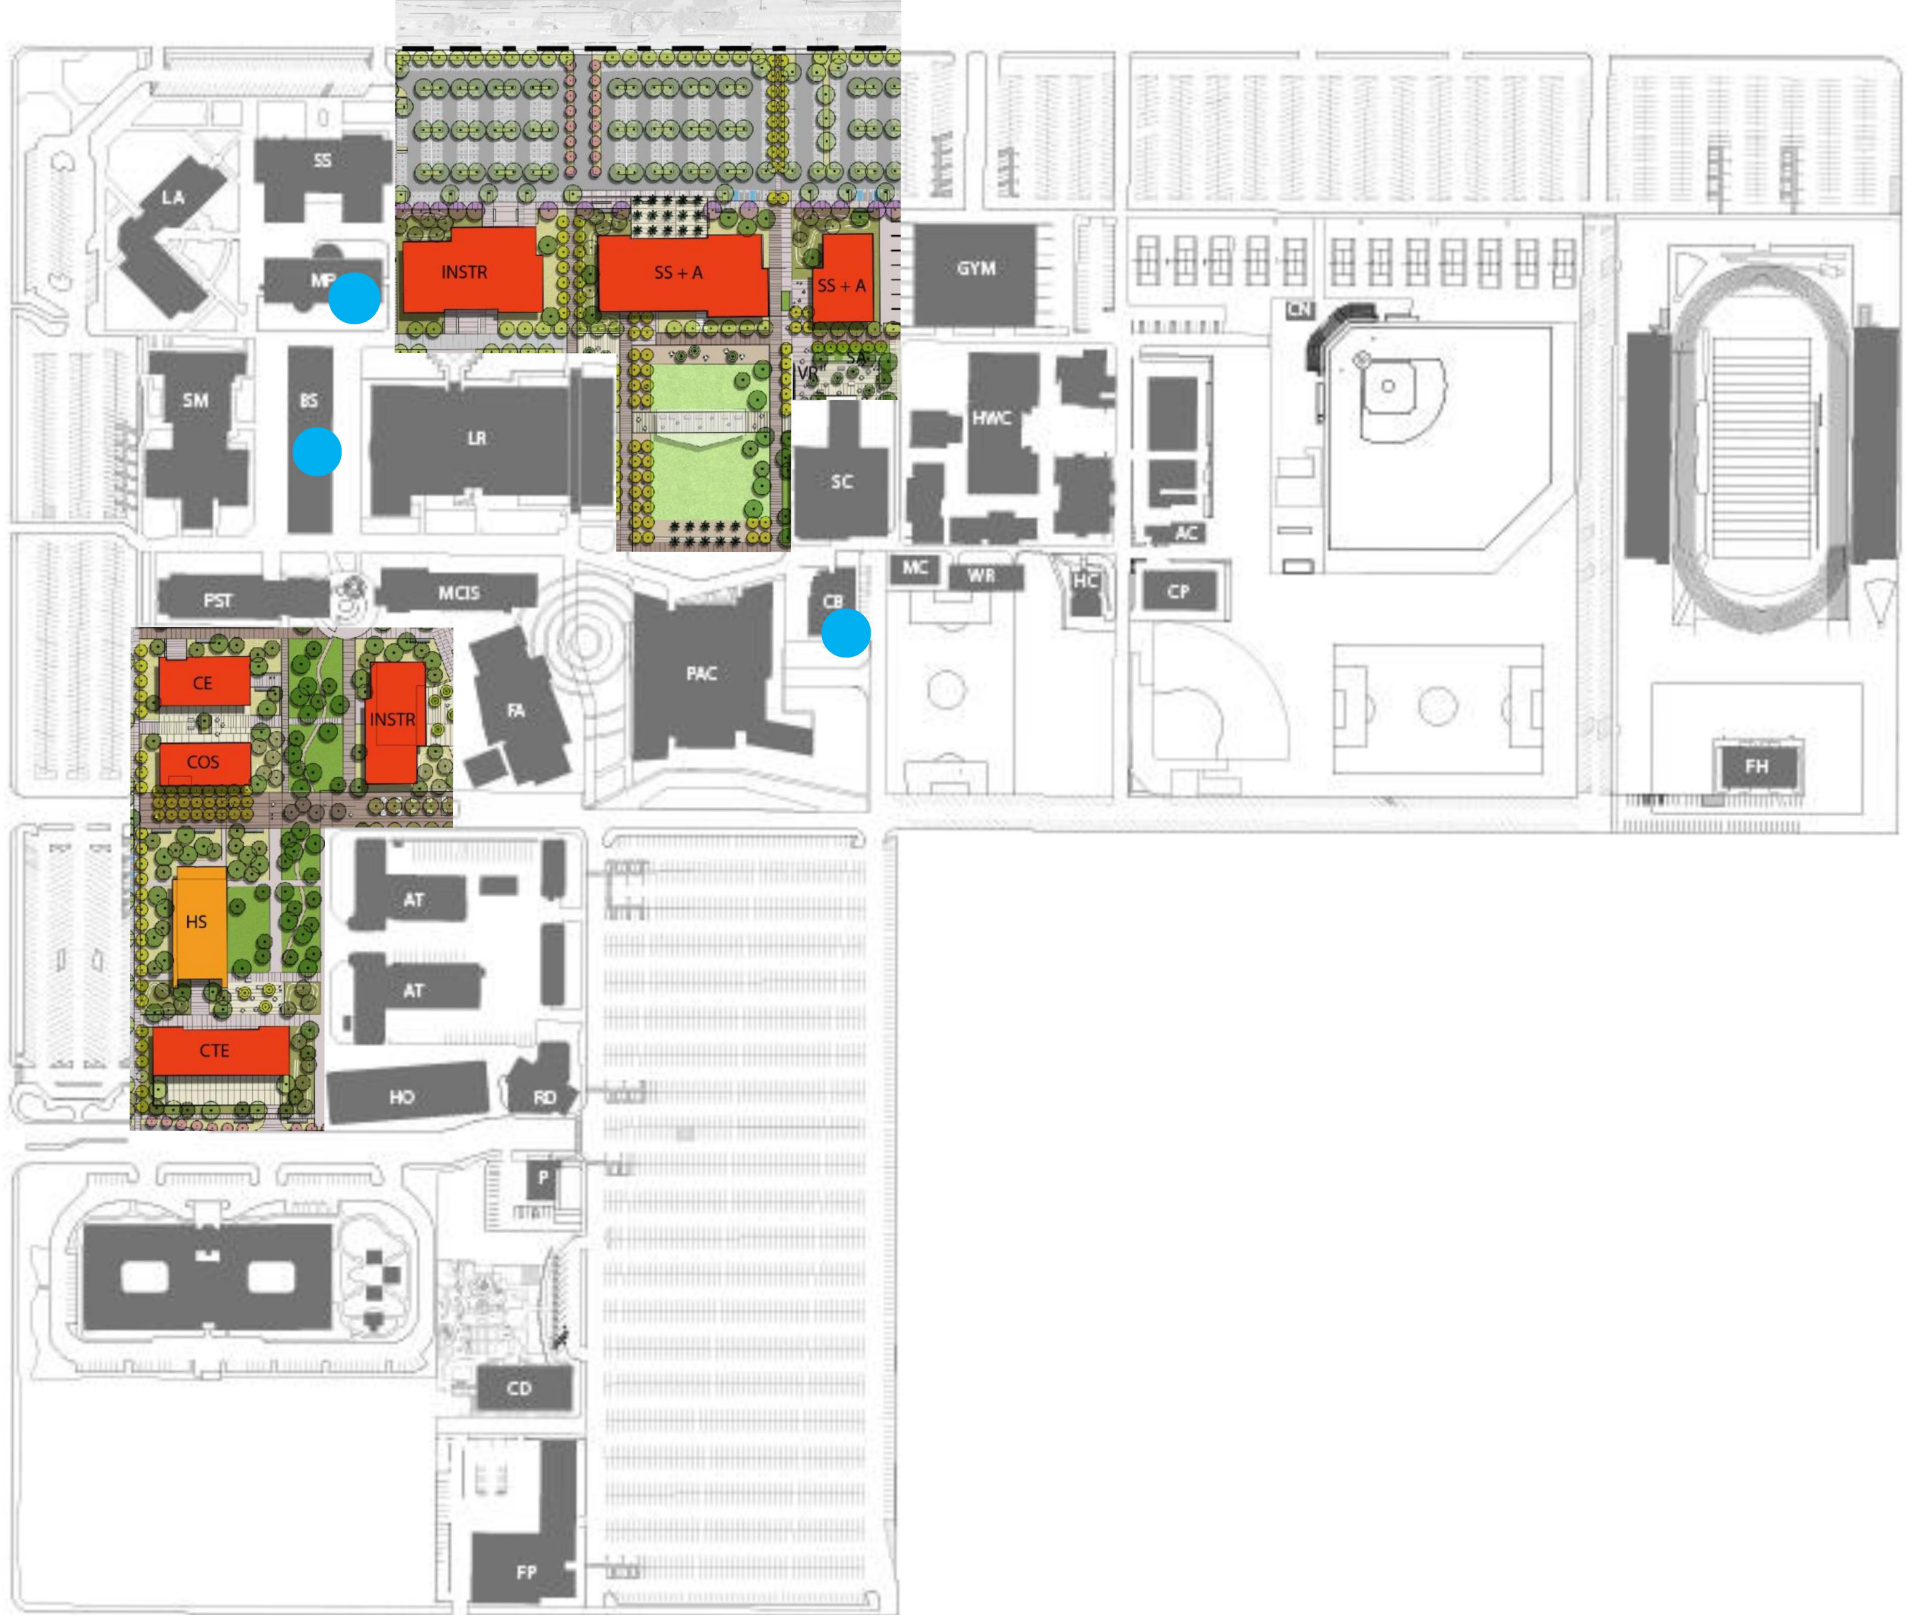 SS
LA
MP
INSTR
SS + A
SS + A
GYM
CN
SA
VR"
SM
BS
LR
SC
HWC
AC
PST
MCIS
CB
MC
WR
HC
CP
CE
COS
INSTR
FA
PAC
FH
HS
AT
AT
CTE
HO
RD
P
CD
FP